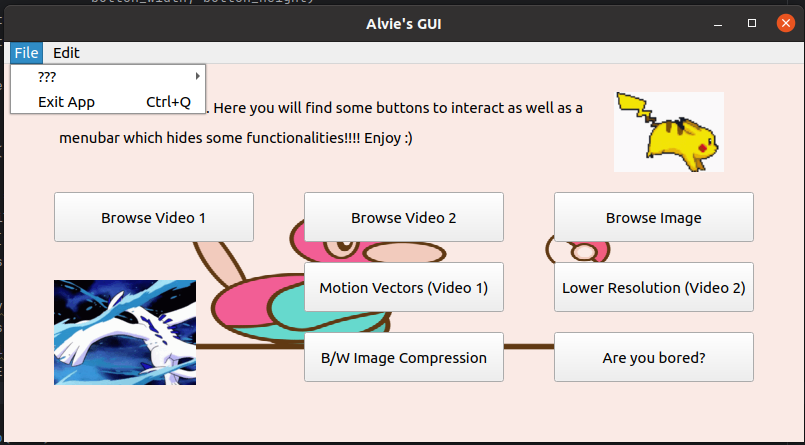 Alvie's GUI
File Edit
???
Exit App Ctrl+Q
. Here you will find some buttons to interact as well as a
menubar which hides some functionalities!!!! Enjoy :)
Browse Video 1 Browse Video 2 Browse Image
Motion Vectors (Video 1) Lower Resolution (Video 2)
B/W Image Compression Are you bored?